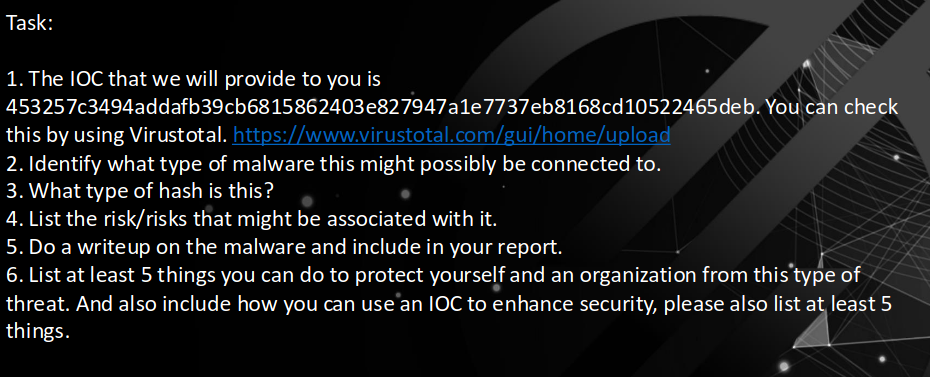 Task:
1. The IOC that we will provide to you is
453257c3494addafb39cb6815862403e827947a1e7737eb8168cd10522465deb. You can check
this by using Virustotal. https://www.virustotal.com/gui/home/upload
2. Identify what type of malware this might possibly be connected to.
3. What type of hash is this?
4. List the risk/risks that might be associated with it.
5. Do a writeup on the malware and include in your report.
6. List at least 5 things you can do to protect yourself and an organization from this type of
threat. And also include how you can use an IOC to enhance security, please also list at least 5
things.